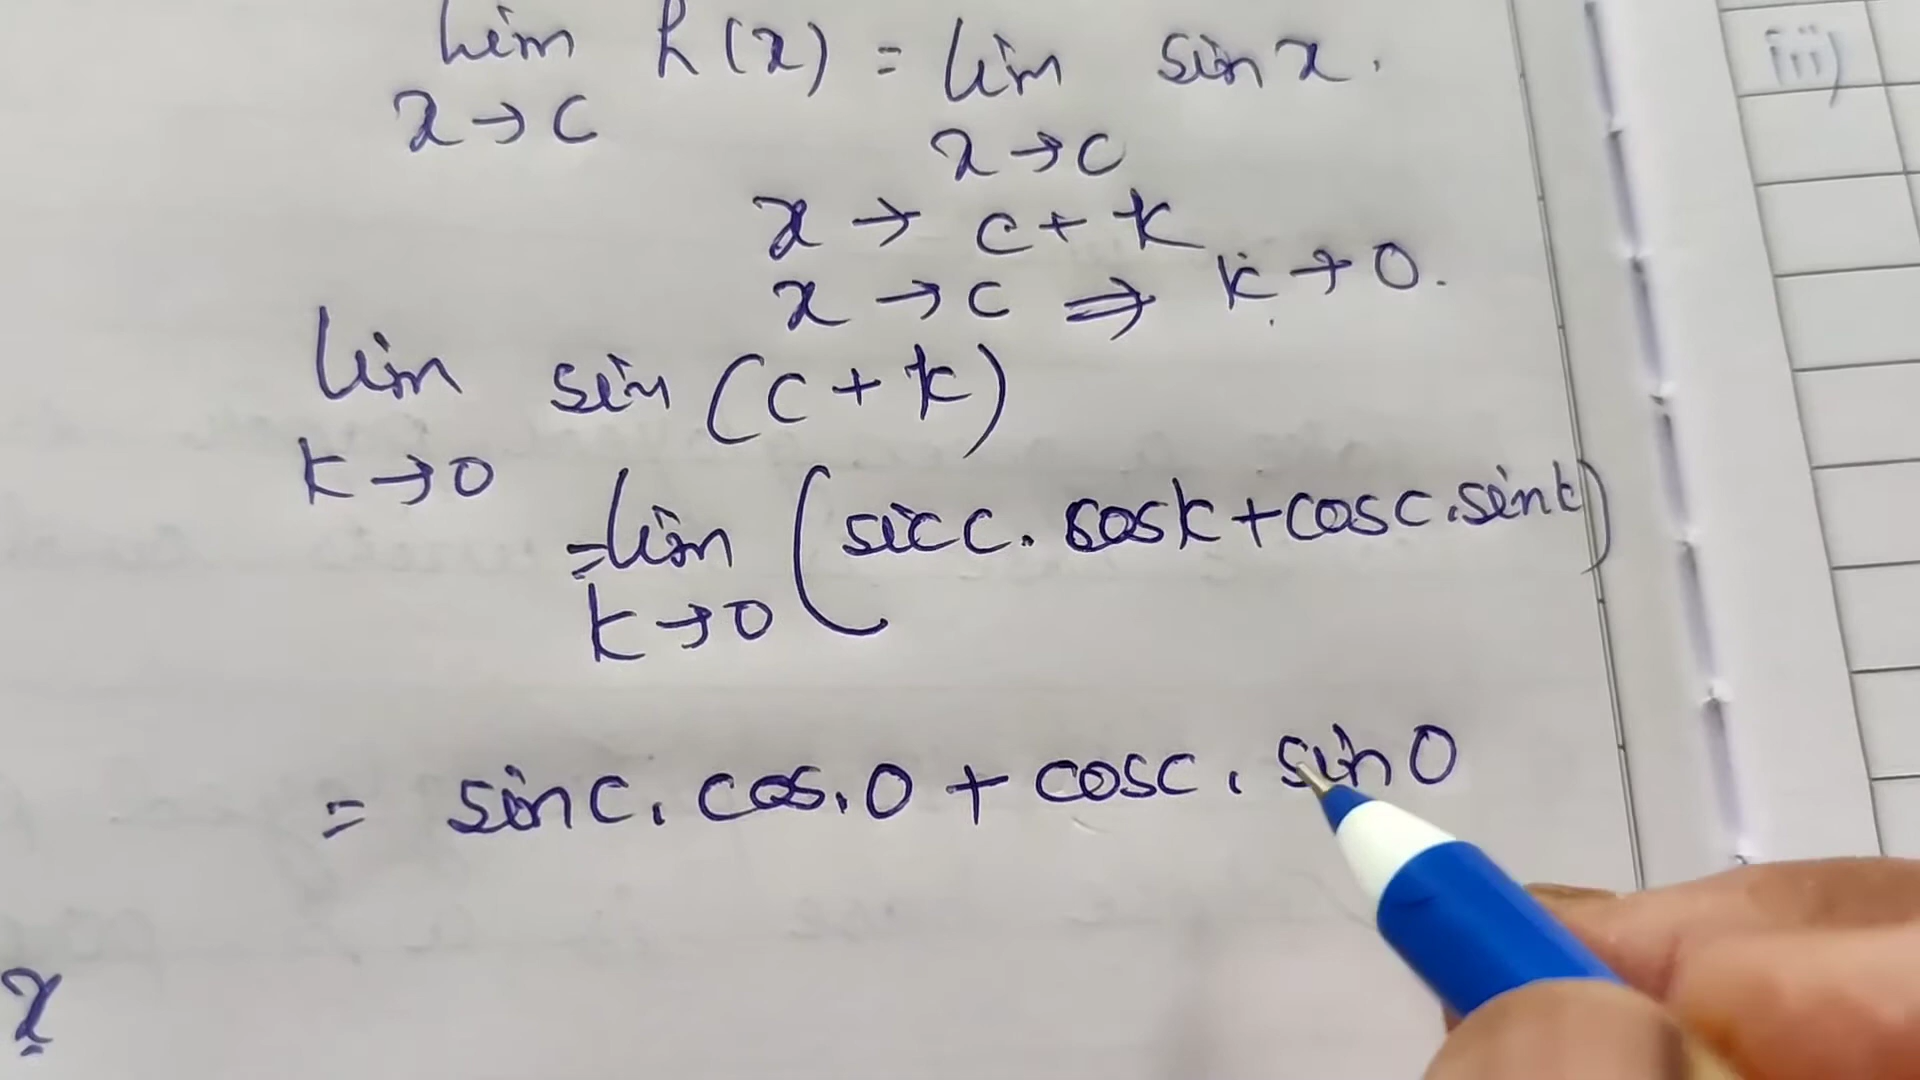 lim h(x) = lim sin x.
x → c x → c
x → c + k
x → c ⇒ k → 0.
lim sin (c + k)
k → 0
= lim (sic c. cos k + cos c. sin k)
k → 0
= sin c. cos. 0 + cos c. sin 0
x
iii)